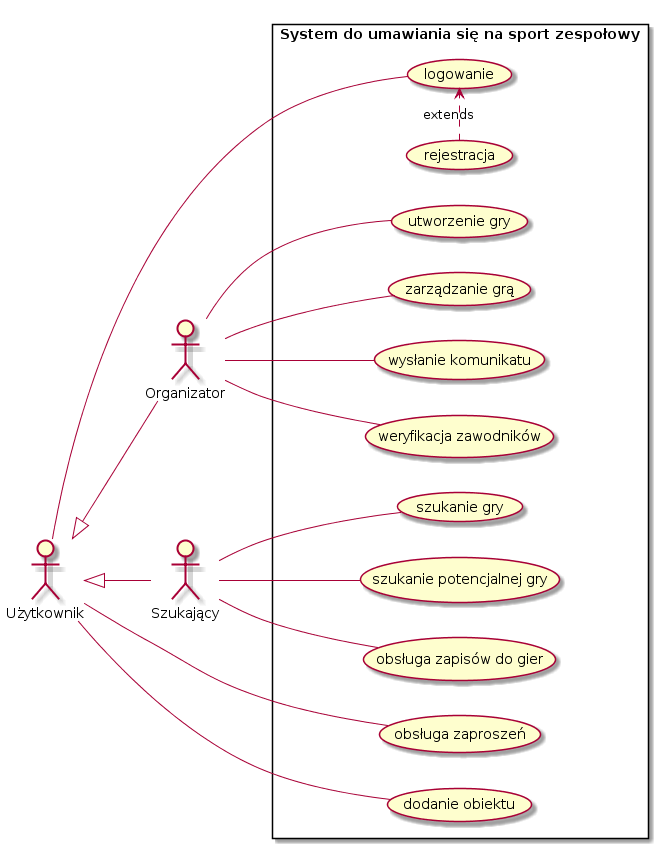 System do umawiania się na sport zespołowy
logowanie
extends
rejestracja
utworzenie gry
zarządzanie grą
wysłanie komunikatu
Organizator
weryfikacja zawodników
szukanie gry
szukanie potencjalnej gry
Użytkownik
Szukający
obsługa zapisów do gier
obsługa zaproszeń
dodanie obiektu